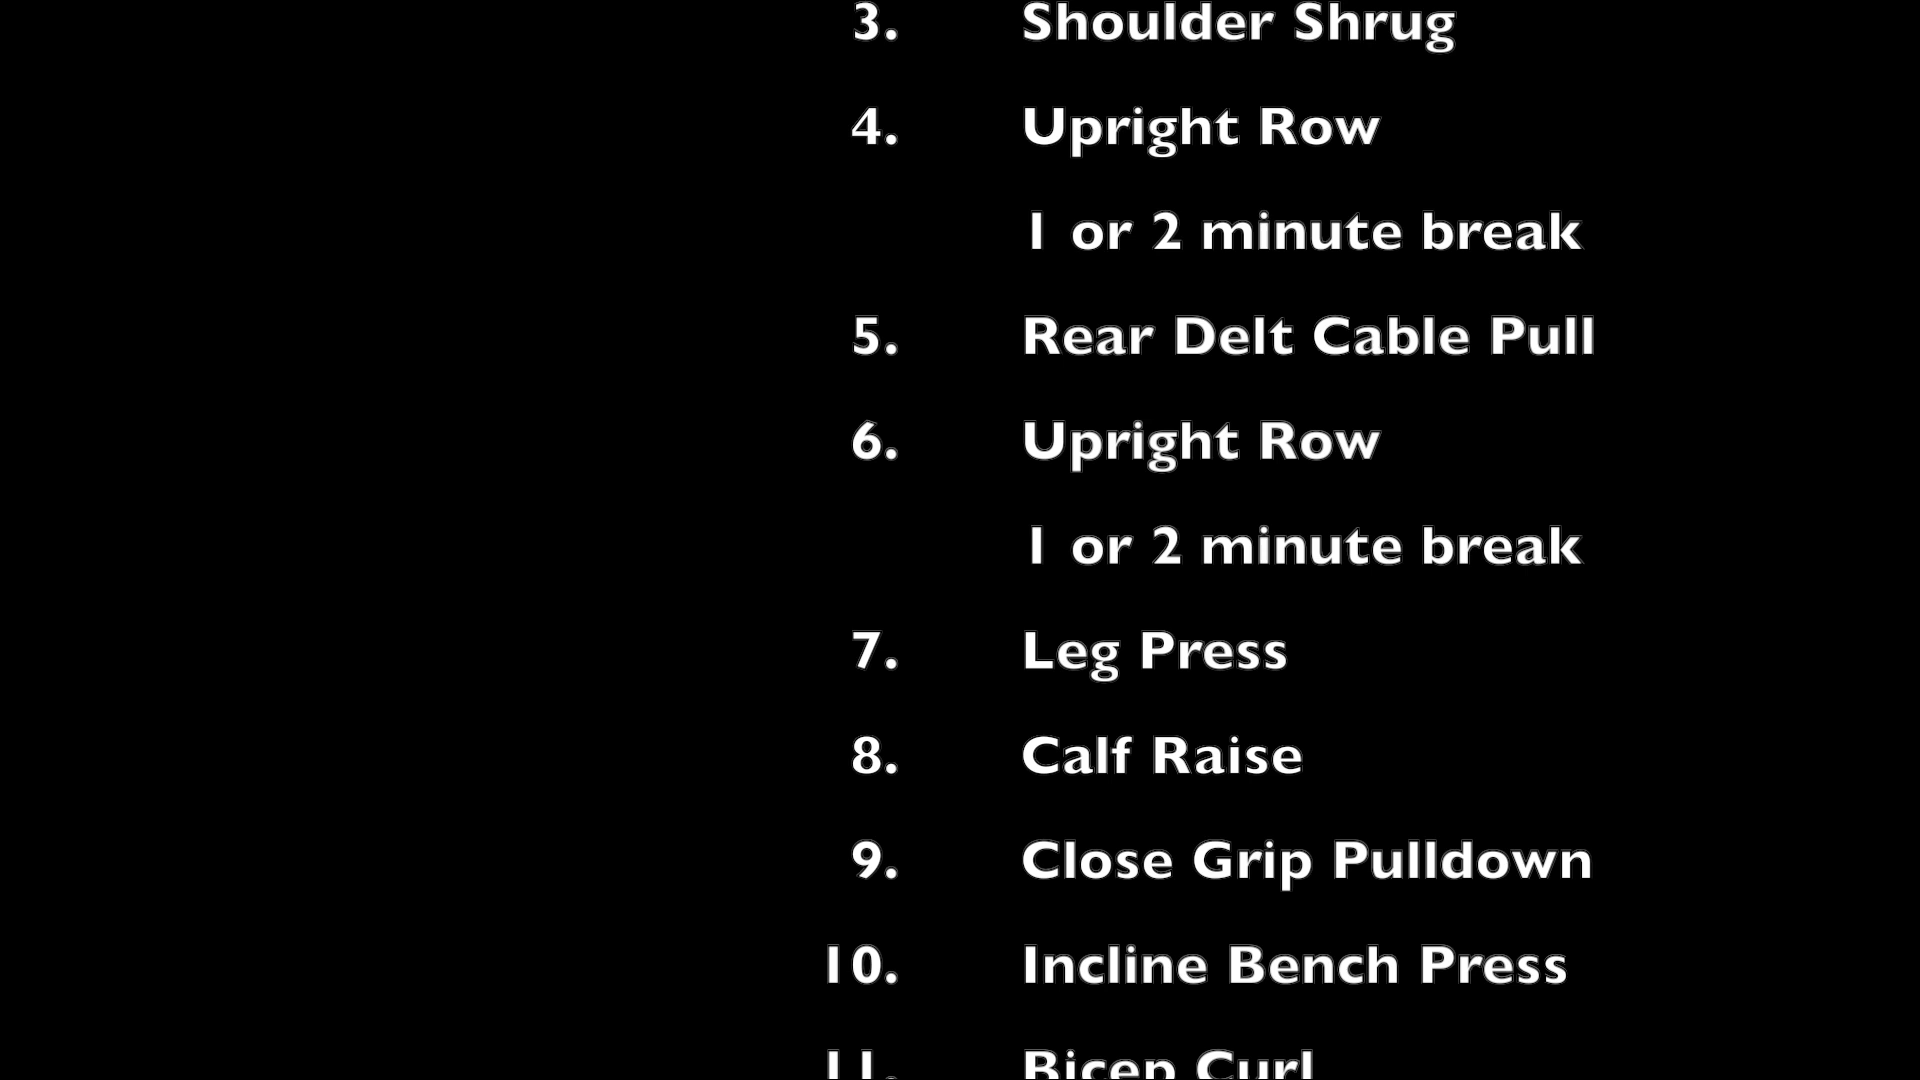 3. Shoulder Shrug
4. Upright Row
1 or 2 minute break
5. Rear Delt Cable Pull
6. Upright Row
1 or 2 minute break
7. Leg Press
8. Calf Raise
9. Close Grip Pulldown
10. Incline Bench Press
11. Bicep Curl